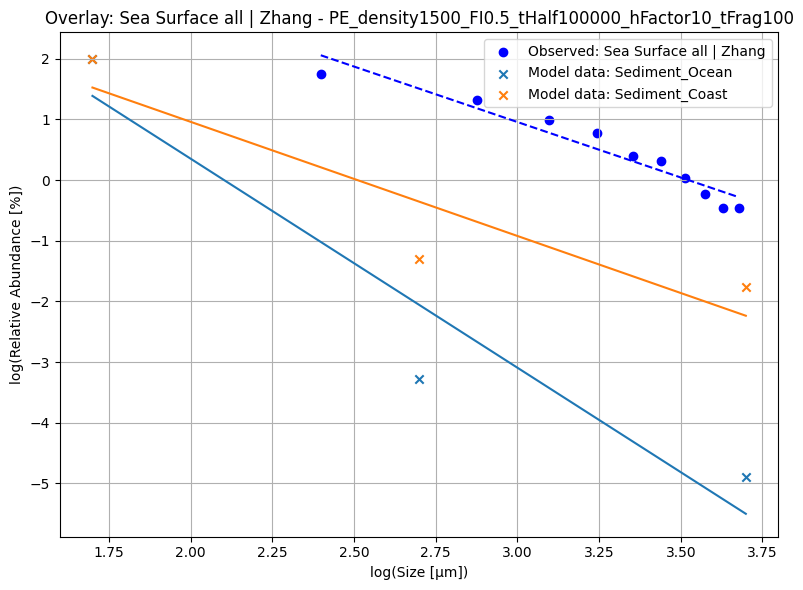 Overlay: Sea Surface all | Zhang - PE_density1500_FI0.5_tHalf100000_hFactor10_tFrag100
Observed: Sea Surface all | Zhang
Model data: Sediment_Ocean
Model data: Sediment_Coast
log(Relative Abundance [%])
2
1
0
−1
−2
−3
−4
−5
1.75
2.00
2.25
2.50
2.75
3.00
3.25
3.50
3.75
log(Size [µm])